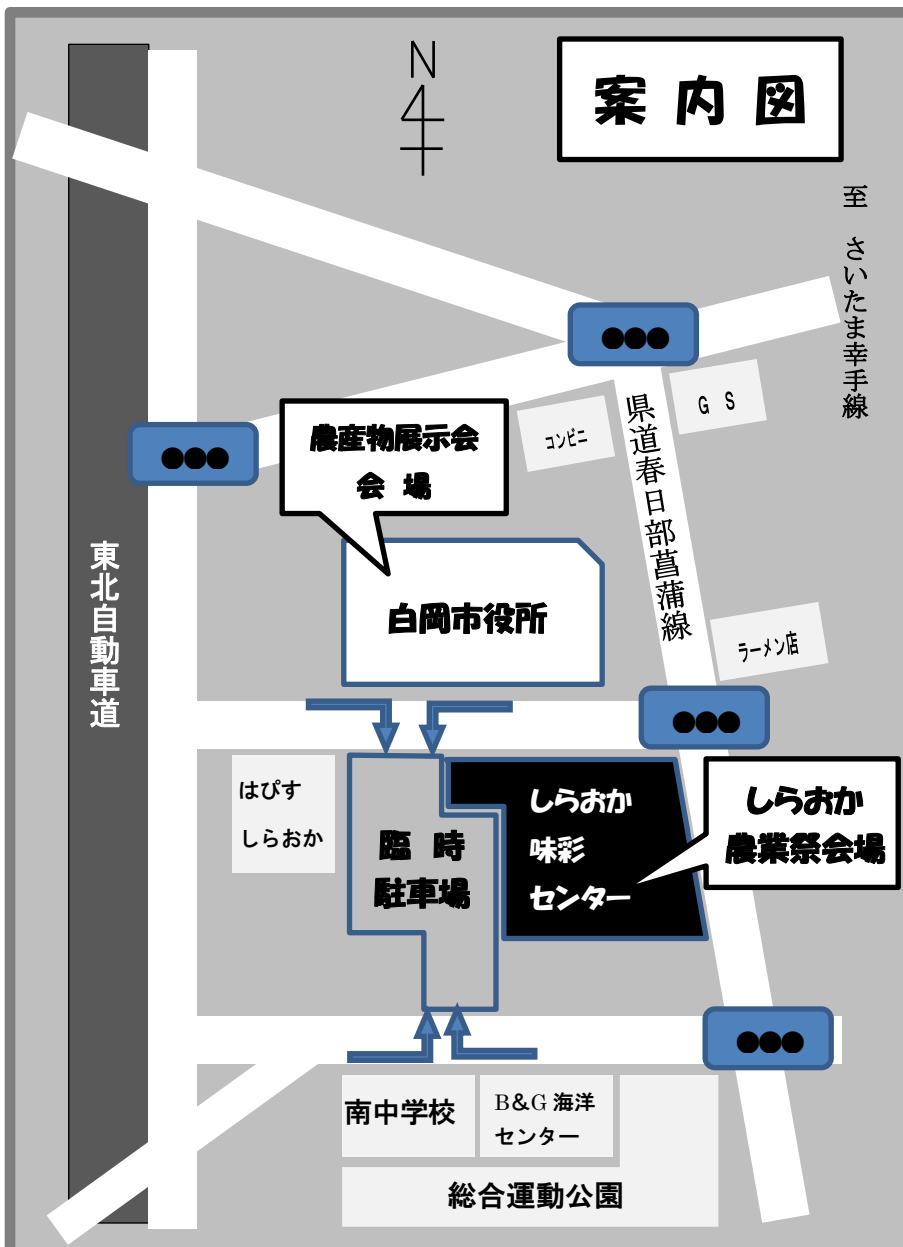 N
案内図
至　さいたま幸手線
GS
コンビニ
県道春日部菖蒲線
農産物展示会
会場
白岡市役所
東北自動車道
ラーメン店
はぴす
しらおか
臨時
駐車場
しらおか
味彩
センター
しらおか
農業祭会場
南中学校
B&G 海洋
センター
総合運動公園